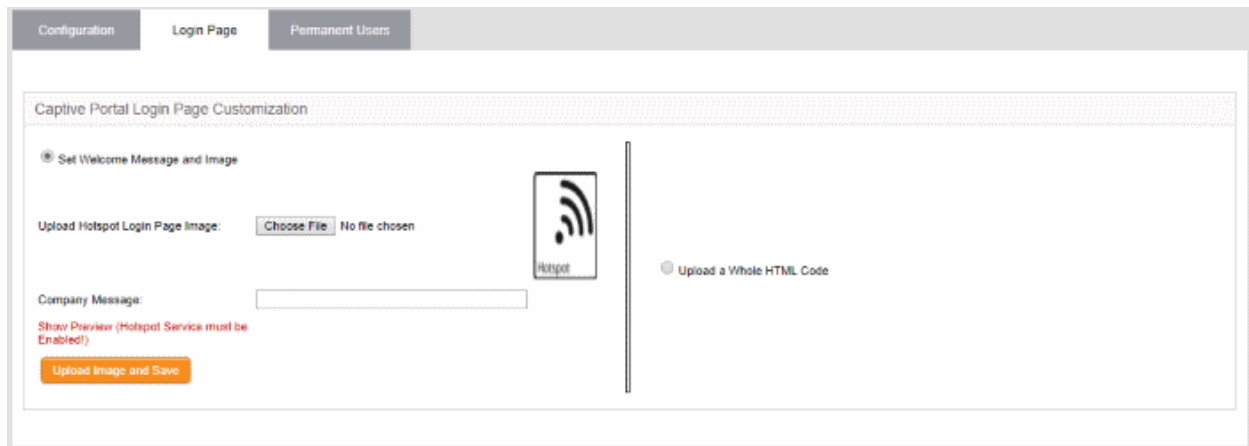 Configuration
Login Page
Permanent Users
Captive Portal Login Page Customization
Set Welcome Message and Image
Upload Hotspot Login Page Image:
Choose File
No file chosen
Hotspot
Upload a Whole HTML Code
Company Message:
Show Preview (Hotspot Service must be
Enabled!)
Upload Image and Save